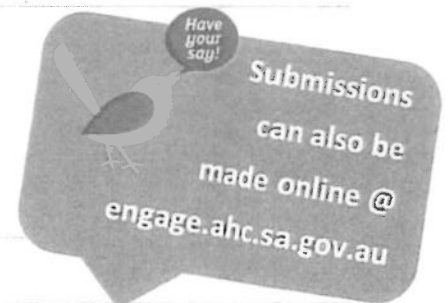 Have
your
say!
Submissions
can also be
made online @
engage.ahc.sa.gov.au